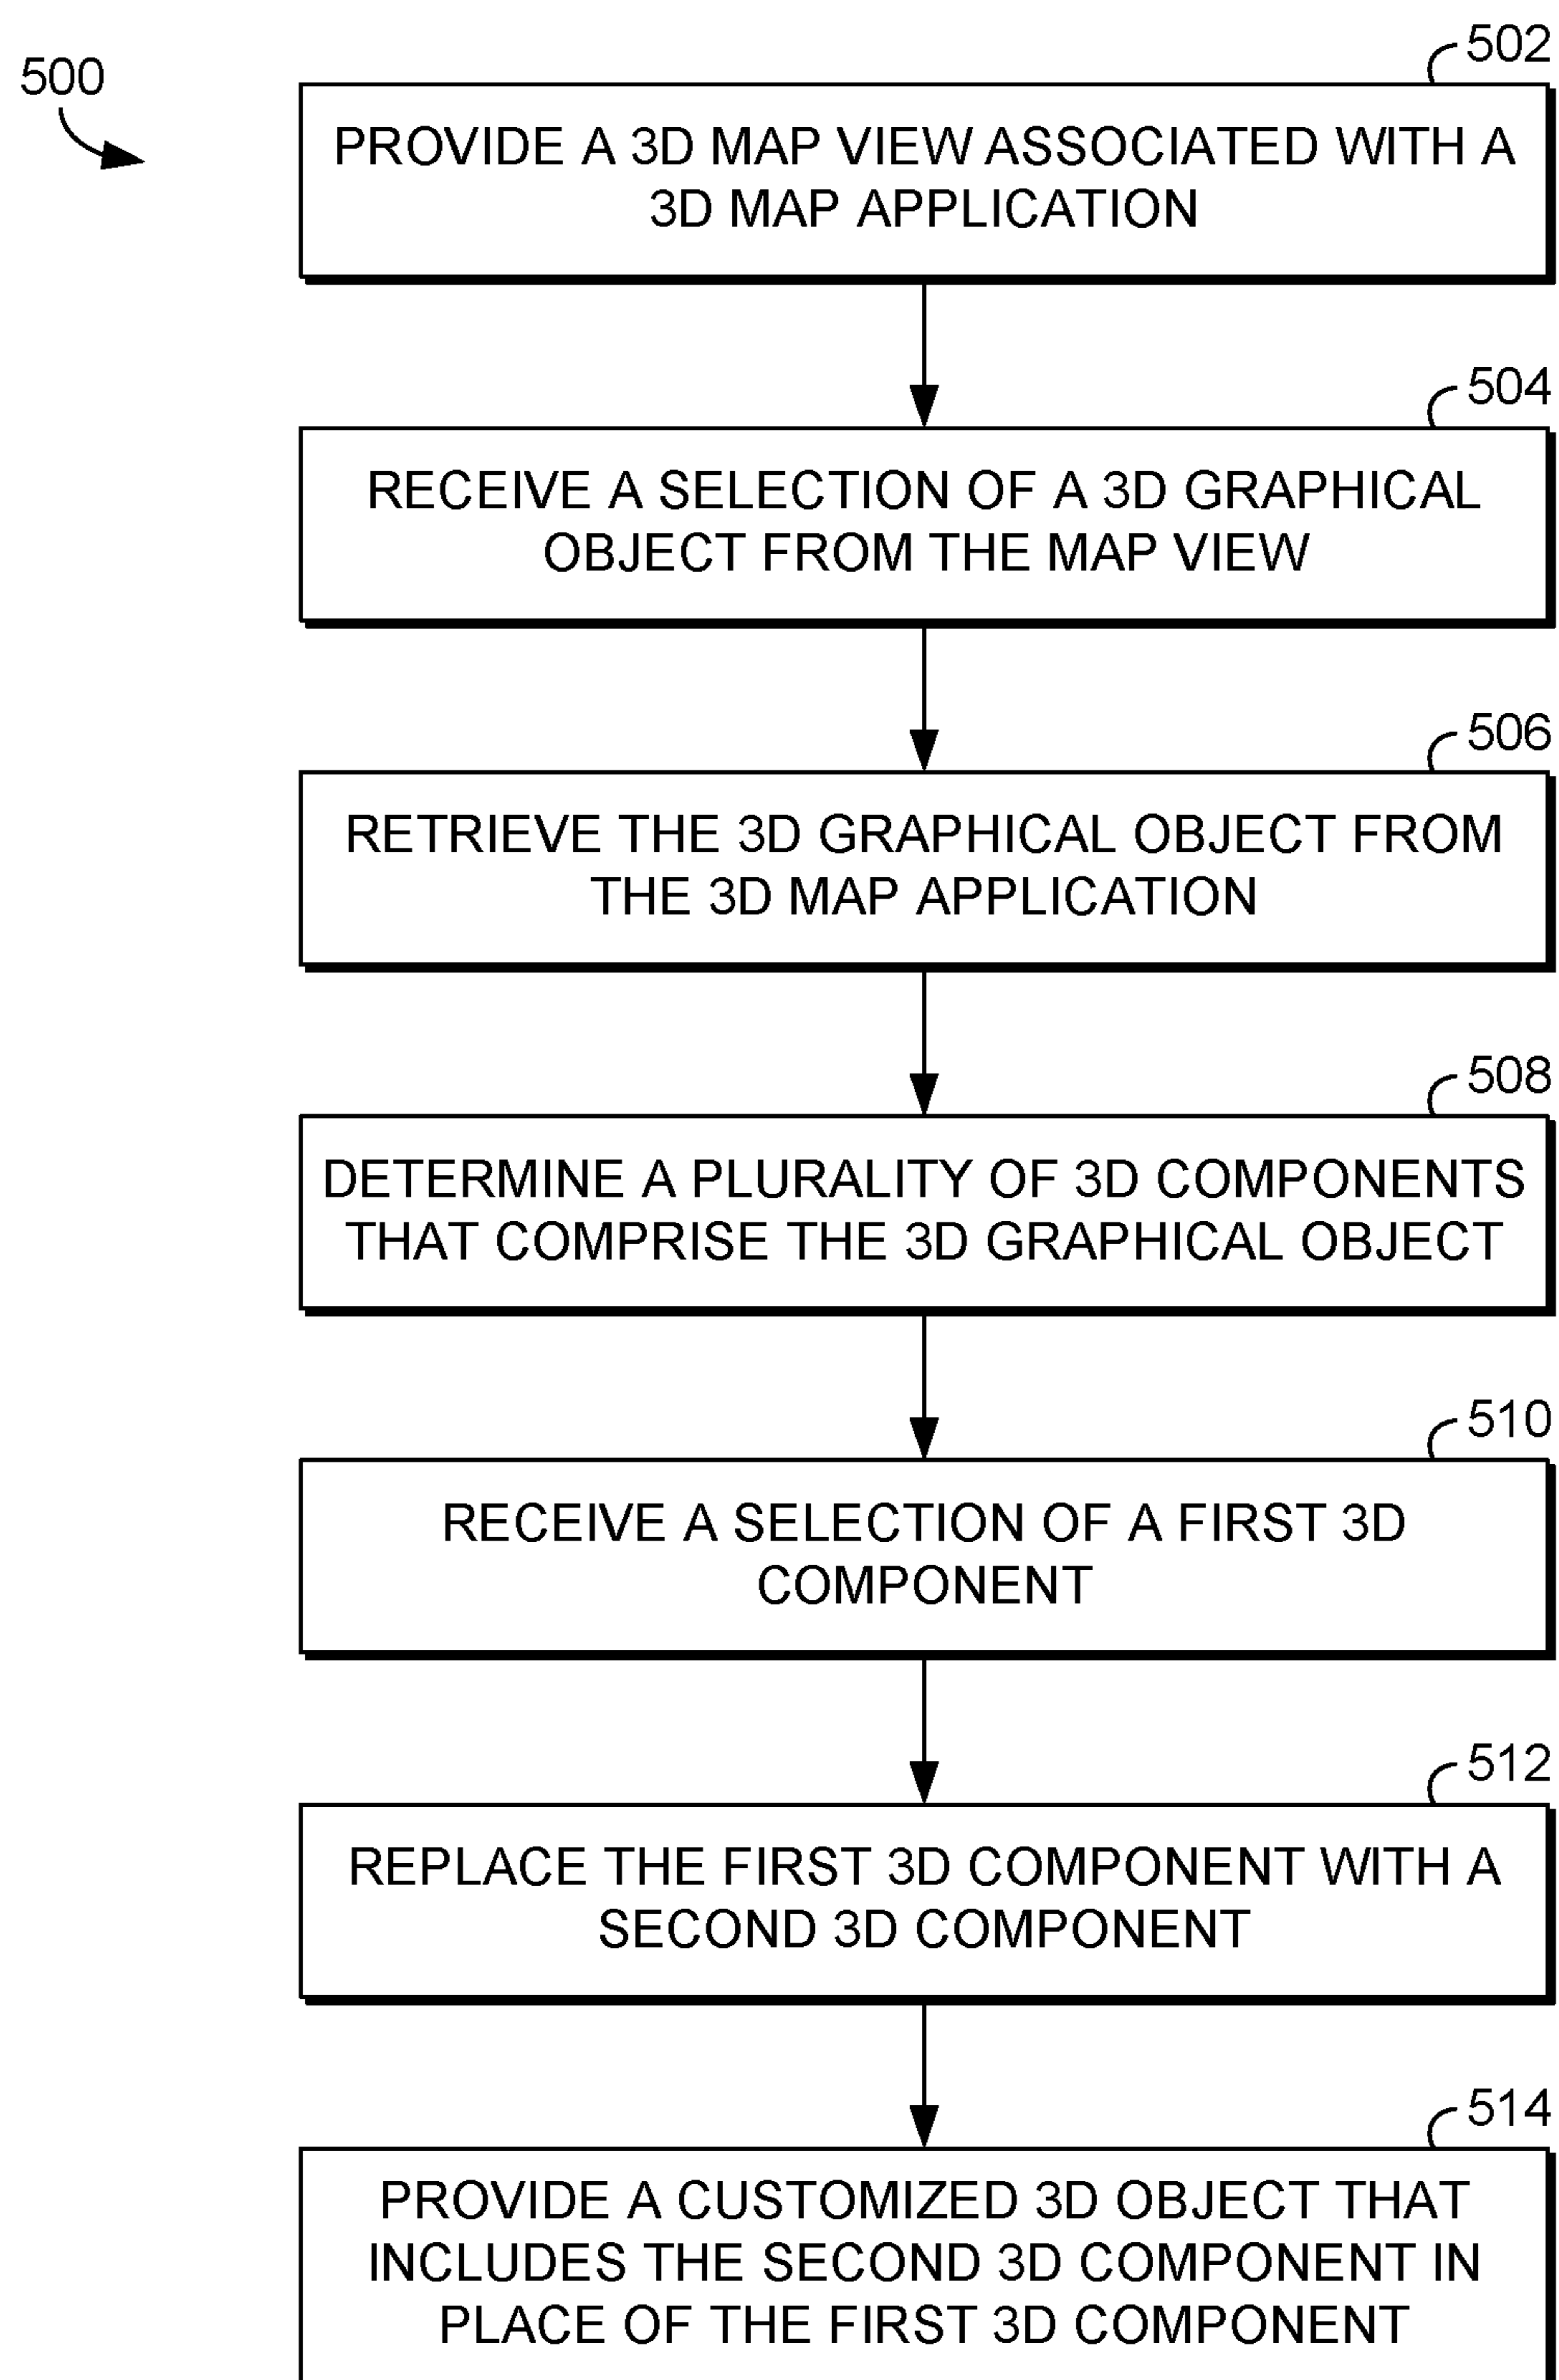 500
502
PROVIDE A 3D MAP VIEW ASSOCIATED WITH A
3D MAP APPLICATION
504
RECEIVE A SELECTION OF A 3D GRAPHICAL
OBJECT FROM THE MAP VIEW
506
RETRIEVE THE 3D GRAPHICAL OBJECT FROM
THE 3D MAP APPLICATION
508
DETERMINE A PLURALITY OF 3D COMPONENTS
THAT COMPRISE THE 3D GRAPHICAL OBJECT
510
RECEIVE A SELECTION OF A FIRST 3D
COMPONENT
512
REPLACE THE FIRST 3D COMPONENT WITH A
SECOND 3D COMPONENT
514
PROVIDE A CUSTOMIZED 3D OBJECT THAT
INCLUDES THE SECOND 3D COMPONENT IN
PLACE OF THE FIRST 3D COMPONENT